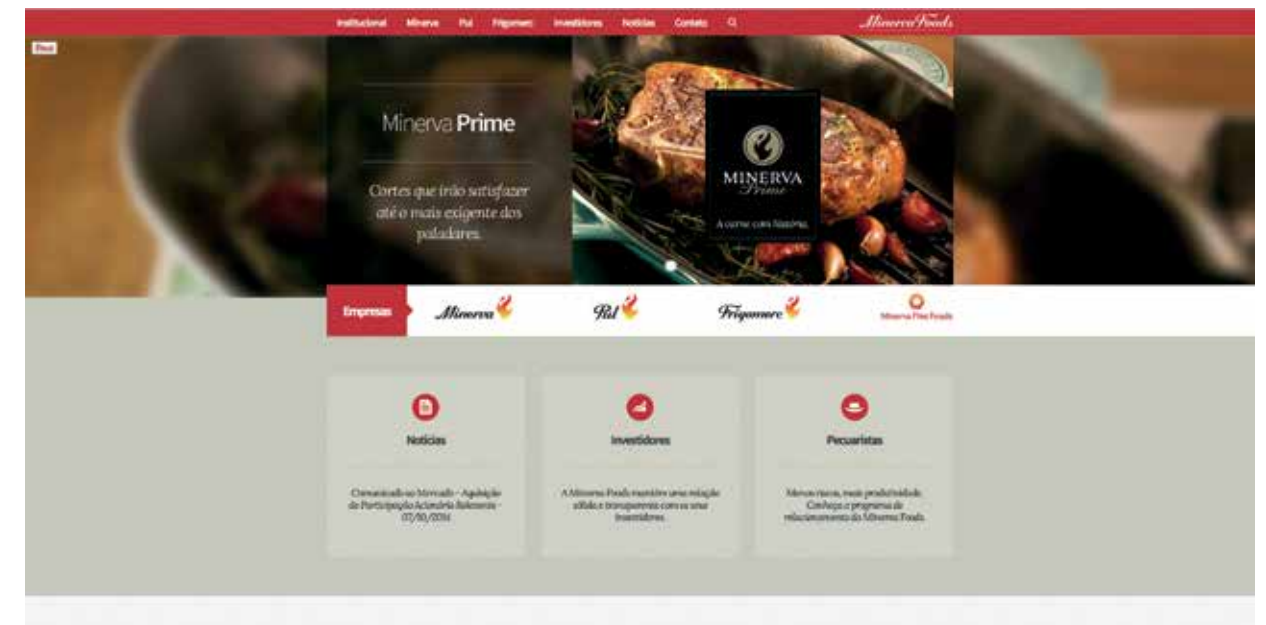 Institucional Minerva Pul Frigomerc Investidores Notícias Contato
Minerva Foods
Minerva Prime
Cortes que irão satisfazer
até o mais exigente dos
paladares.
MINERVA
Prime
A carne com história.
Empresas
Minerva
Pul
Frigomerc
Minerva Fine Foods
Notícias
Investidores
Pecuaristas
Comunicado ao Mercado - Aquisição
de Participação Acionária Relevante -
A Minerva Foods mantém uma relação
sólida e transparente com os seus
investidores.
Menos riscos, mais produtividade.
Conheça o programa de
relacionamento da Minerva Foods.